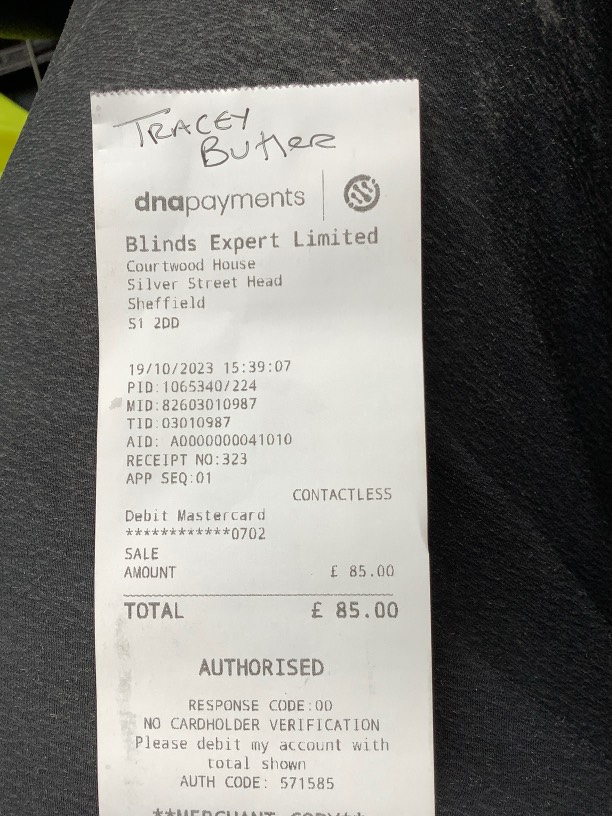 TRACEY
Butler
dnapayments
Blinds Expert Limited
Courtwood House
Silver Street Head
Sheffield
S1 2DD
19/10/2023 15:39:07
PID:1065340/224
MID:82603010987
TID:03010987
AID: A0000000041010
RECEIPT NO:323
APP SEQ:01
CONTACTLESS
Debit Mastercard
************0702
SALE
AMOUNT £ 85.00
TOTAL £ 85.00
AUTHORISED
RESPONSE CODE:00
NO CARDHOLDER VERIFICATION
Please debit my account with
total shown
AUTH CODE: 571585
**MERCHANT COPY**